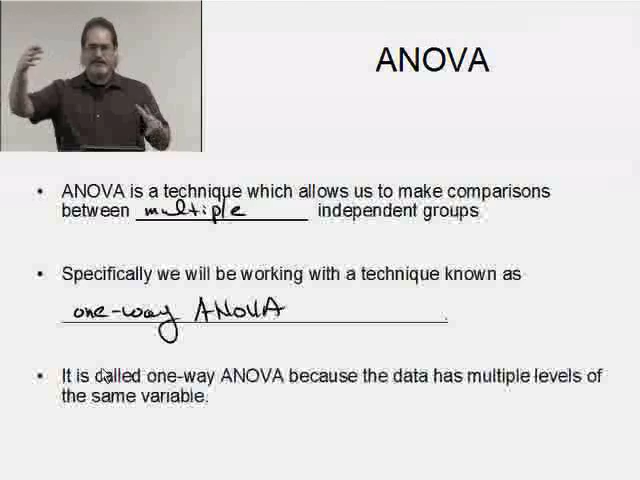 ANOVA
• ANOVA is a technique which allows us to make comparisons
between multiple independent groups
• Specifically we will be working with a technique known as
one-way ANOVA.
• It is called one-way ANOVA because the data has multiple levels of
the same variable.